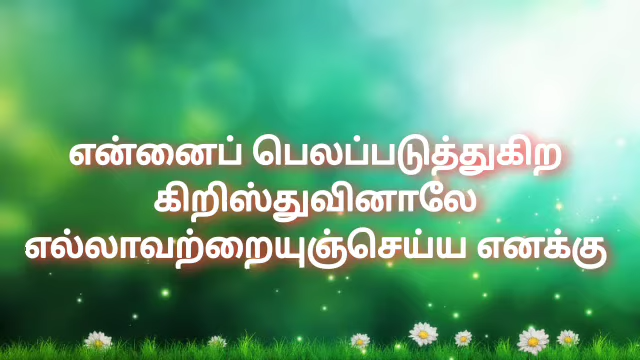 என்னைப் பெலப்படுத்துகிற
கிறிஸ்துவினாலே
எல்லாவற்றையுஞ்செய்ய எனக்கு